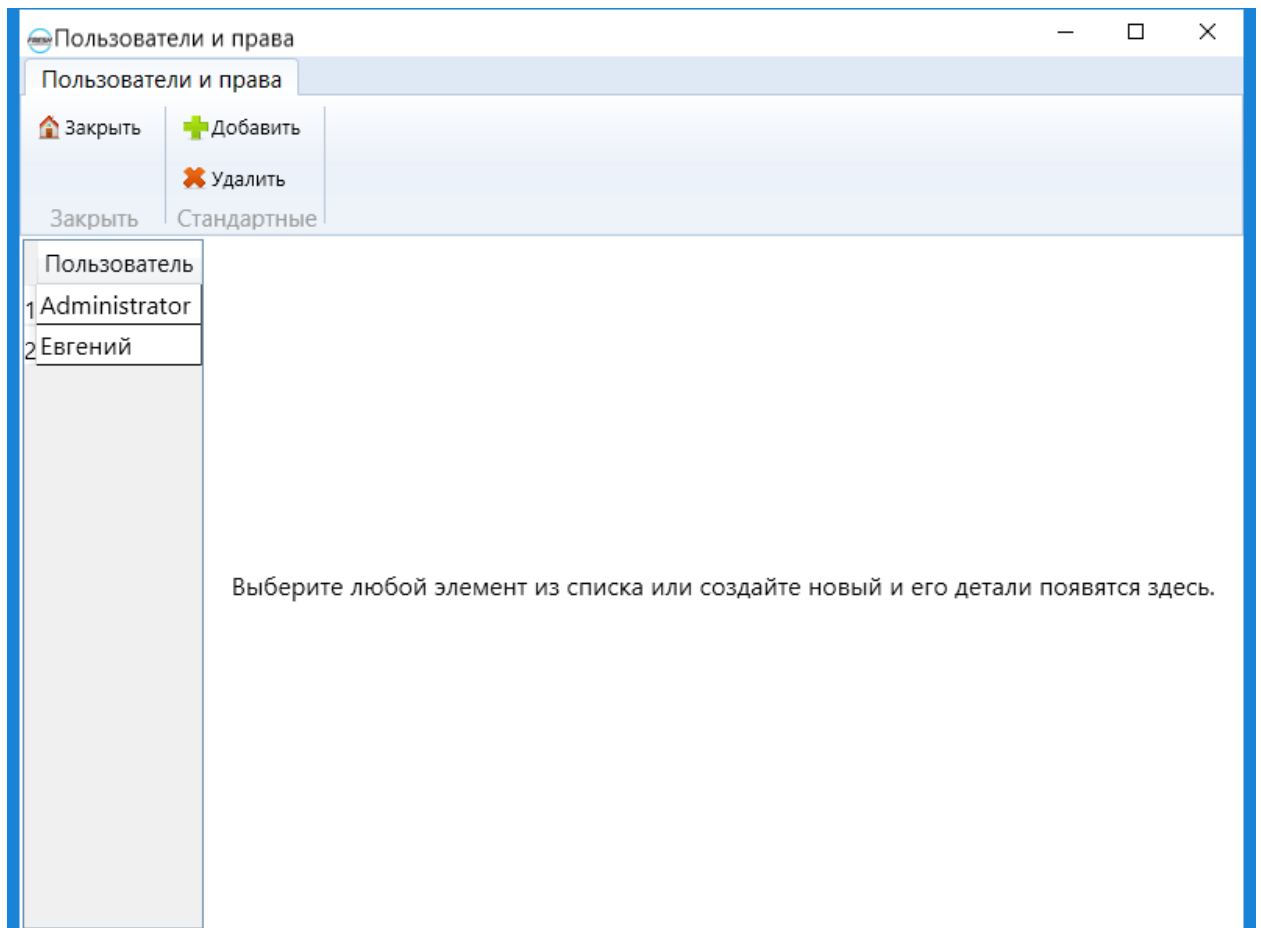 FRESH Пользователи и права
Пользователи и права
Закрыть Добавить
Удалить
Закрыть Стандартные
Пользователь
1 Administrator
2 Евгений
Выберите любой элемент из списка или создайте новый и его детали появятся здесь.